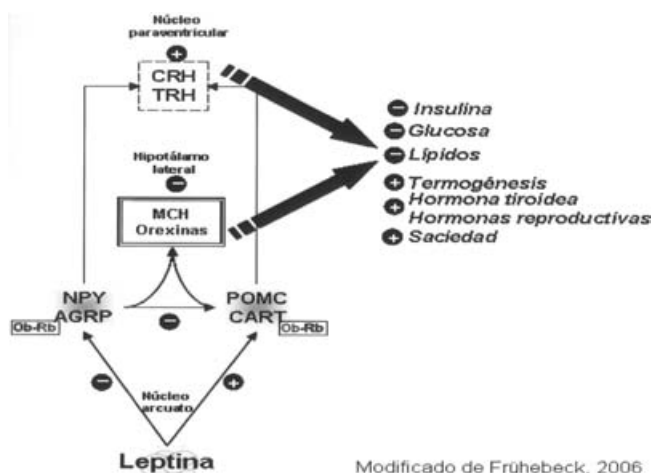 Núcleo
paraventricular
CRH
TRH
Insulina
Glucosa
Lípidos
Termogénesis
Hormona tiroidea
Hormonas reproductivas
Saciedad
Hipotálamo
lateral
MCH
Orexinas
NPY
AGRP
POMC
CART
Ob-Rb
Ob-Rb
Núcleo
arcuato
Leptina
Modificado de Frühebeck, 2006